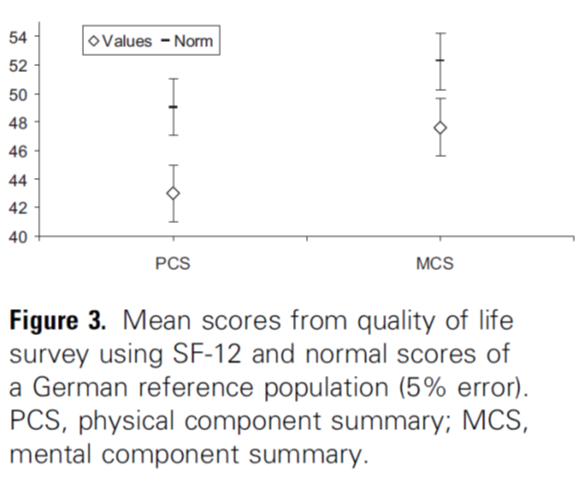 54
52
50
48
46
44
42
40
Values Norm
PCS
MCS
Figure 3. Mean scores from quality of life
survey using SF-12 and normal scores of
a German reference population (5% error).
PCS, physical component summary; MCS,
mental component summary.